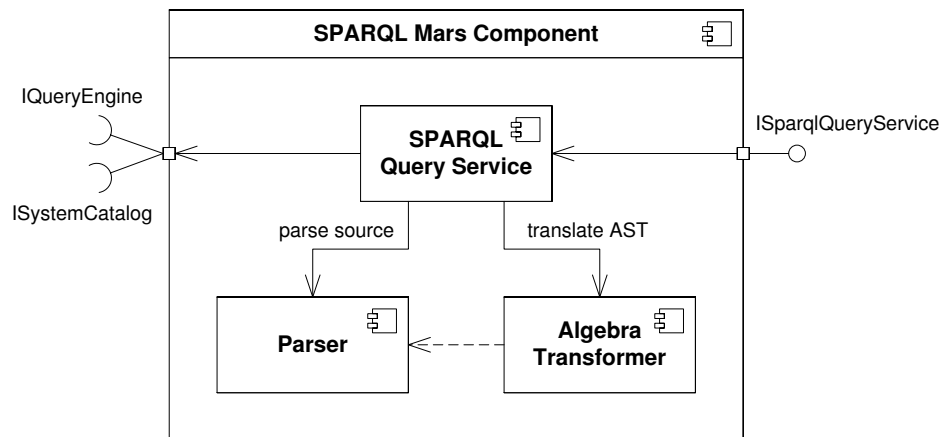 SPARQL Mars Component
IQueryEngine
ISystemCatalog
SPARQL
Query Service
ISparqlQueryService
parse source
translate AST
Parser
Algebra
Transformer